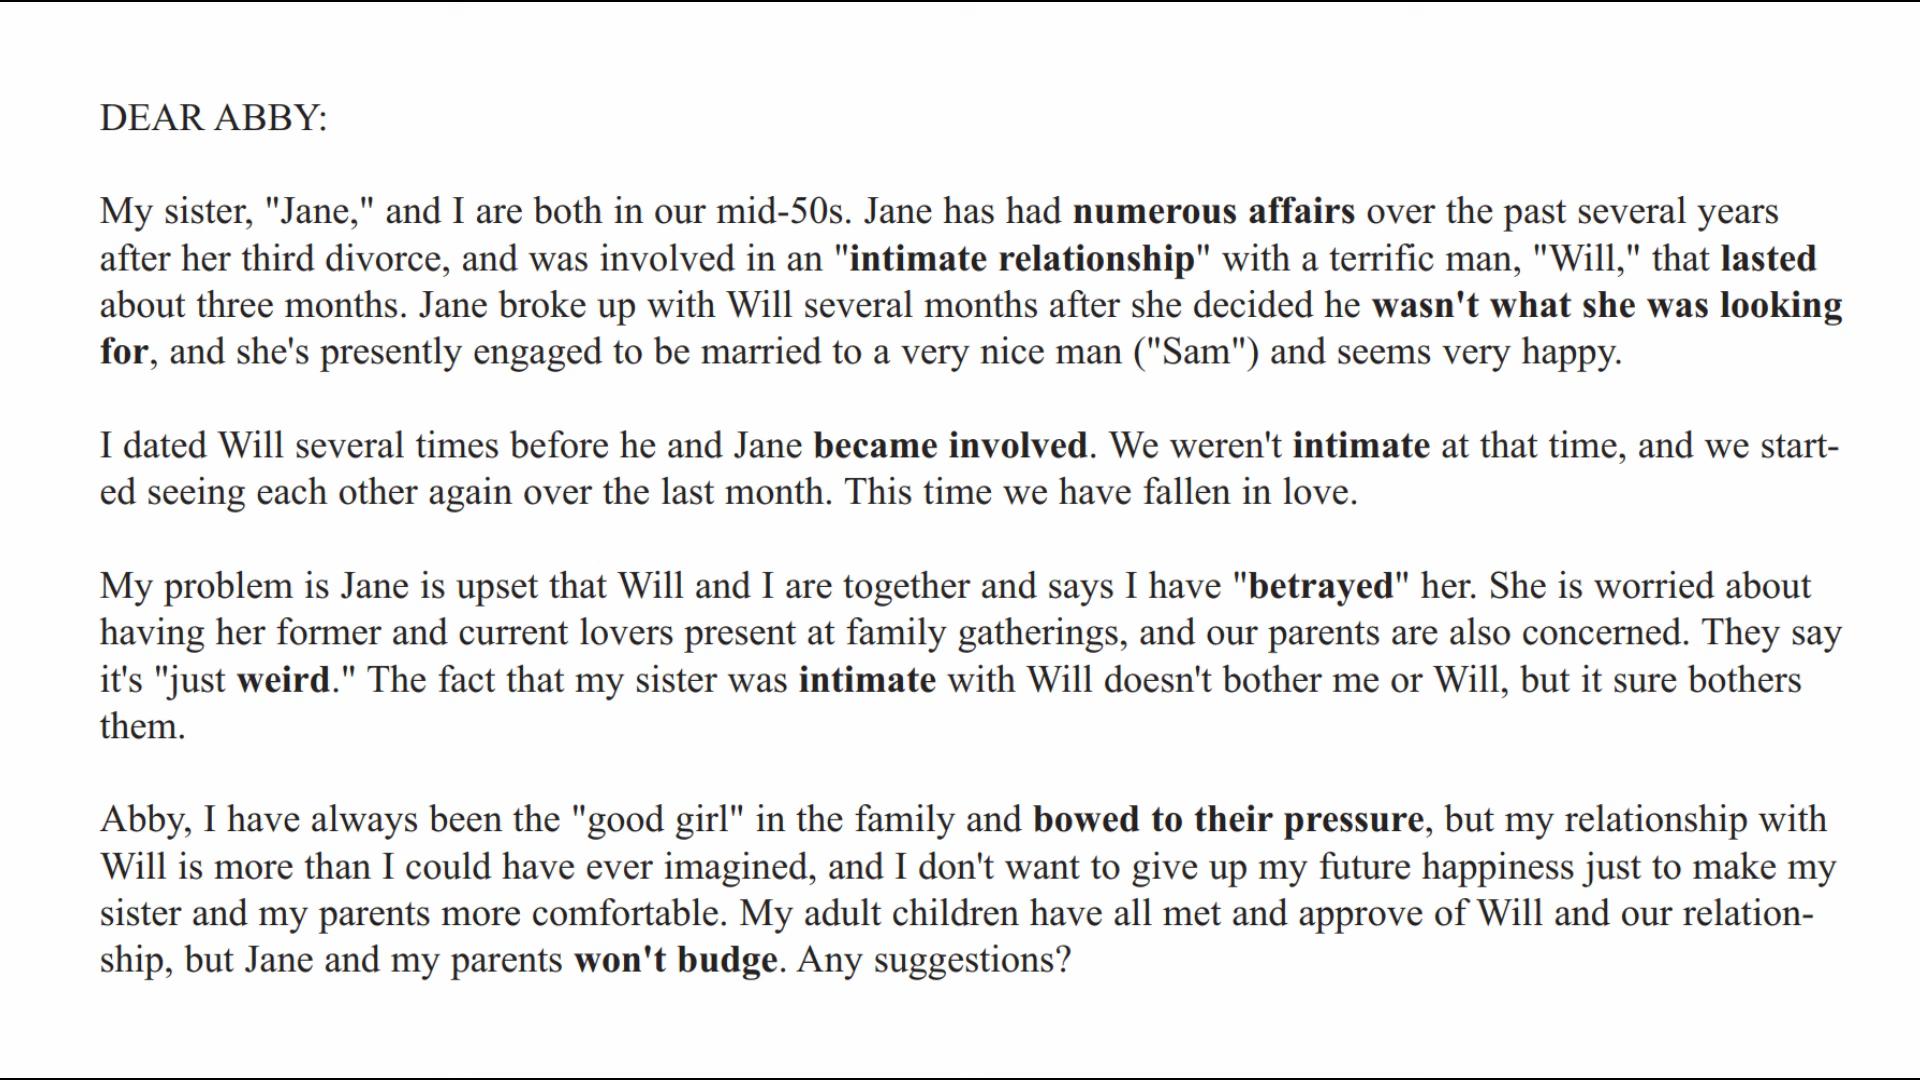 DEAR ABBY:
My sister, "Jane," and I are both in our mid-50s. Jane has had numerous affairs over the past several years
after her third divorce, and was involved in an "intimate relationship" with a terrific man, "Will," that lasted
about three months. Jane broke up with Will several months after she decided he wasn't what she was looking
for, and she's presently engaged to be married to a very nice man ("Sam") and seems very happy.
I dated Will several times before he and Jane became involved. We weren't intimate at that time, and we start-
ed seeing each other again over the last month. This time we have fallen in love.
My problem is Jane is upset that Will and I are together and says I have "betrayed" her. She is worried about
having her former and current lovers present at family gatherings, and our parents are also concerned. They say
it's "just weird." The fact that my sister was intimate with Will doesn't bother me or Will, but it sure bothers
them.
Abby, I have always been the "good girl" in the family and bowed to their pressure, but my relationship with
Will is more than I could have ever imagined, and I don't want to give up my future happiness just to make my
sister and my parents more comfortable. My adult children have all met and approve of Will and our relation-
ship, but Jane and my parents won't budge. Any suggestions?